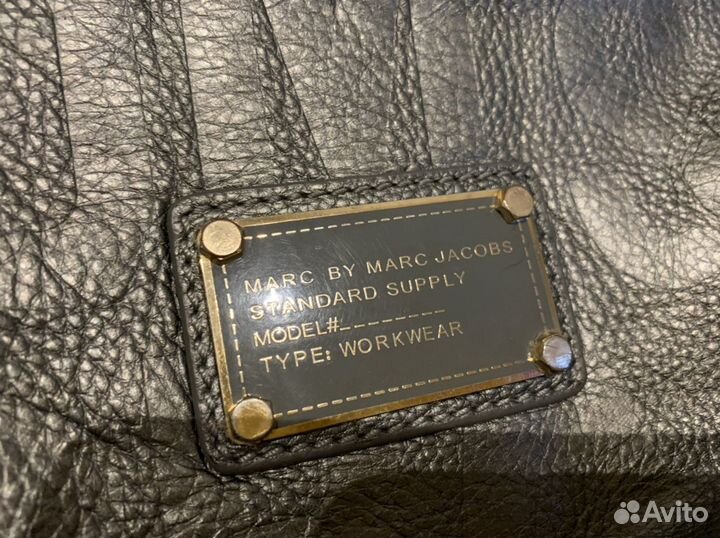 MARC BY MARC JACOBS
STANDARD SUPPLY
MODEL#_ _ _ _ _ _ _ _
TYPE: WORKWEAR
Avito